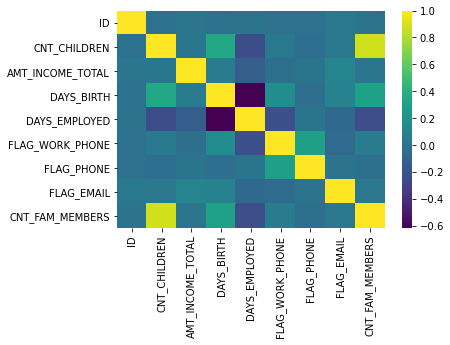 ID
CNT_CHILDREN
AMT_INCOME_TOTAL
DAYS_BIRTH
DAYS_EMPLOYED
FLAG_WORK_PHONE
FLAG_PHONE
FLAG_EMAIL
CNT_FAM_MEMBERS
ID
CNT_CHILDREN
AMT_INCOME_TOTAL
DAYS_BIRTH
DAYS_EMPLOYED
FLAG_WORK_PHONE
FLAG_PHONE
FLAG_EMAIL
CNT_FAM_MEMBERS
1.0
0.8
0.6
0.4
0.2
0.0
−0.2
−0.4
−0.6